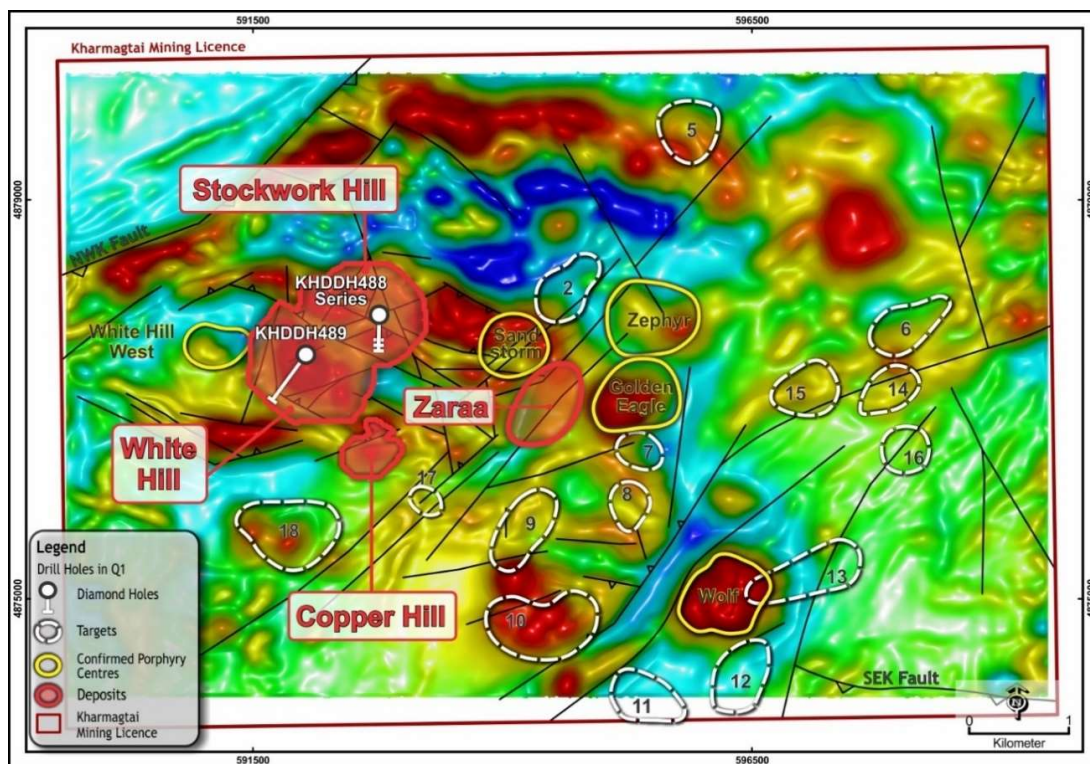 591500
596500
Kharmagtai Mining Licence
5
Stockwork Hill
4879000
4879000
NWK Fault
KHDDH488
Series
2
Zephyr
6
White Hill
West
KHDDH489
Sand
storm
Golden
Eagle
15
14
Zaraa
White
Hill
7
16
17
8
9
18
13
Wolf
4875000
4875000
10
Copper Hill
12
11
SEK Fault
Legend
Drill Holes in Q1
Diamond Holes
Targets
Confirmed Porphyry
Centres
Deposits
Kharmagtai
Mining Licence
N
0 1
Kilometer
591500
596500